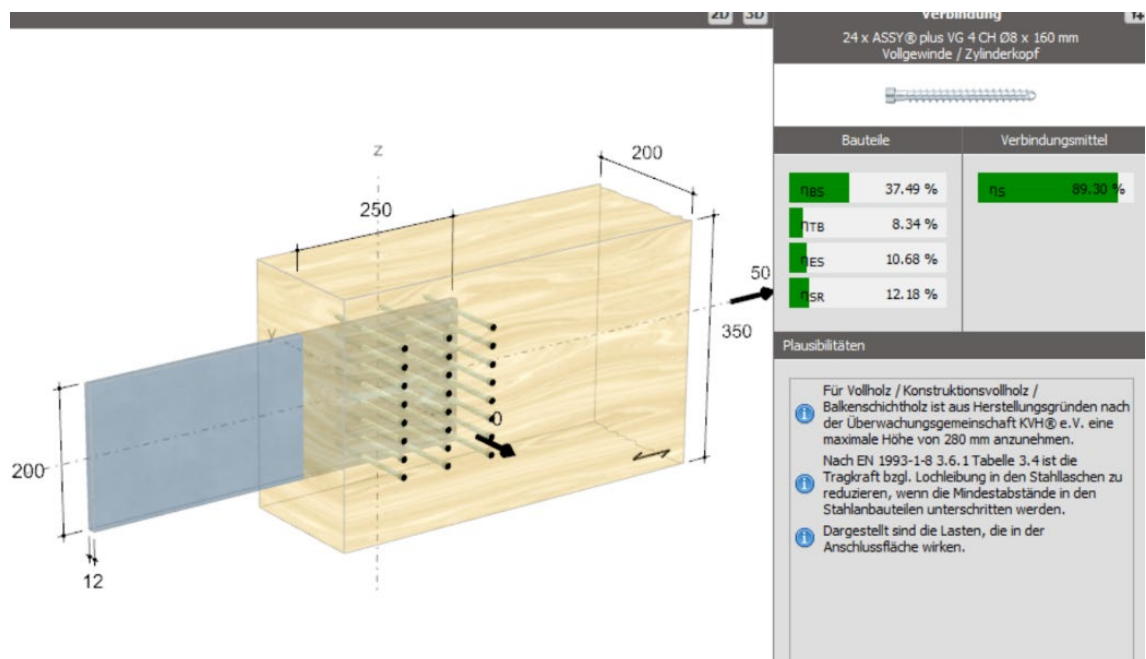 2D 3D
Verbindung
24 x ASSY® plus VG 4 CH Ø8 x 160 mm
Vollgewinde / Zylinderkopf
Bauteile
Verbindungsmittel
ηBS 37.49 %
ηS 89.30 %
ηTB 8.34 %
ηES 10.68 %
ηSR 12.18 %
Plausibilitäten
Für Vollholz / Konstruktionsvollholz /
Balkenschichtholz ist aus Herstellungsgründen nach
der Überwachungsgemeinschaft KVH® e.V. eine
maximale Höhe von 280 mm anzunehmen.
Nach EN 1993-1-8 3.6.1 Tabelle 3.4 ist die
Tragkraft bzgl. Lochleibung in den Stahllaschen zu
reduzieren, wenn die Mindestabstände in den
Stahlanbauteilen unterschritten werden.
Dargestellt sind die Lasten, die in der
Anschlussfläche wirken.
z
200
250
50
350
y
0
200
12